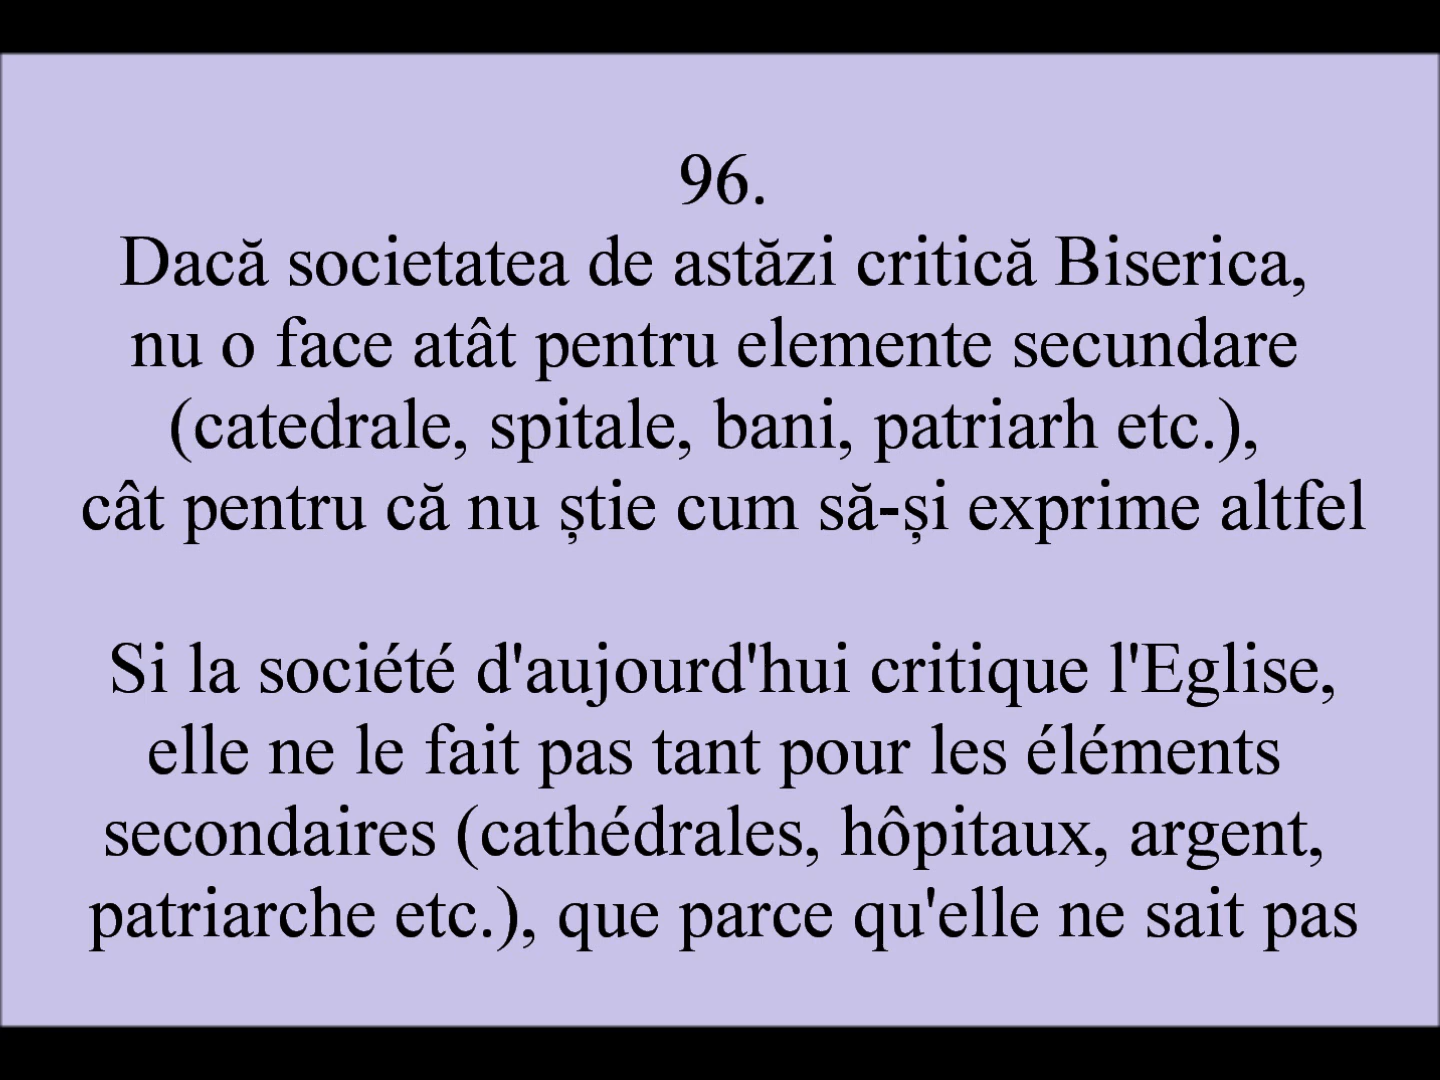 96.
Dacă societatea de astăzi critică Biserica,
nu o face atât pentru elemente secundare
(catedrale, spitale, bani, patriarh etc.),
cât pentru că nu știe cum să-și exprime altfel
Si la société d'aujourd'hui critique l'Eglise,
elle ne le fait pas tant pour les éléments
secondaires (cathédrales, hôpitaux, argent,
patriarche etc.), que parce qu'elle ne sait pas